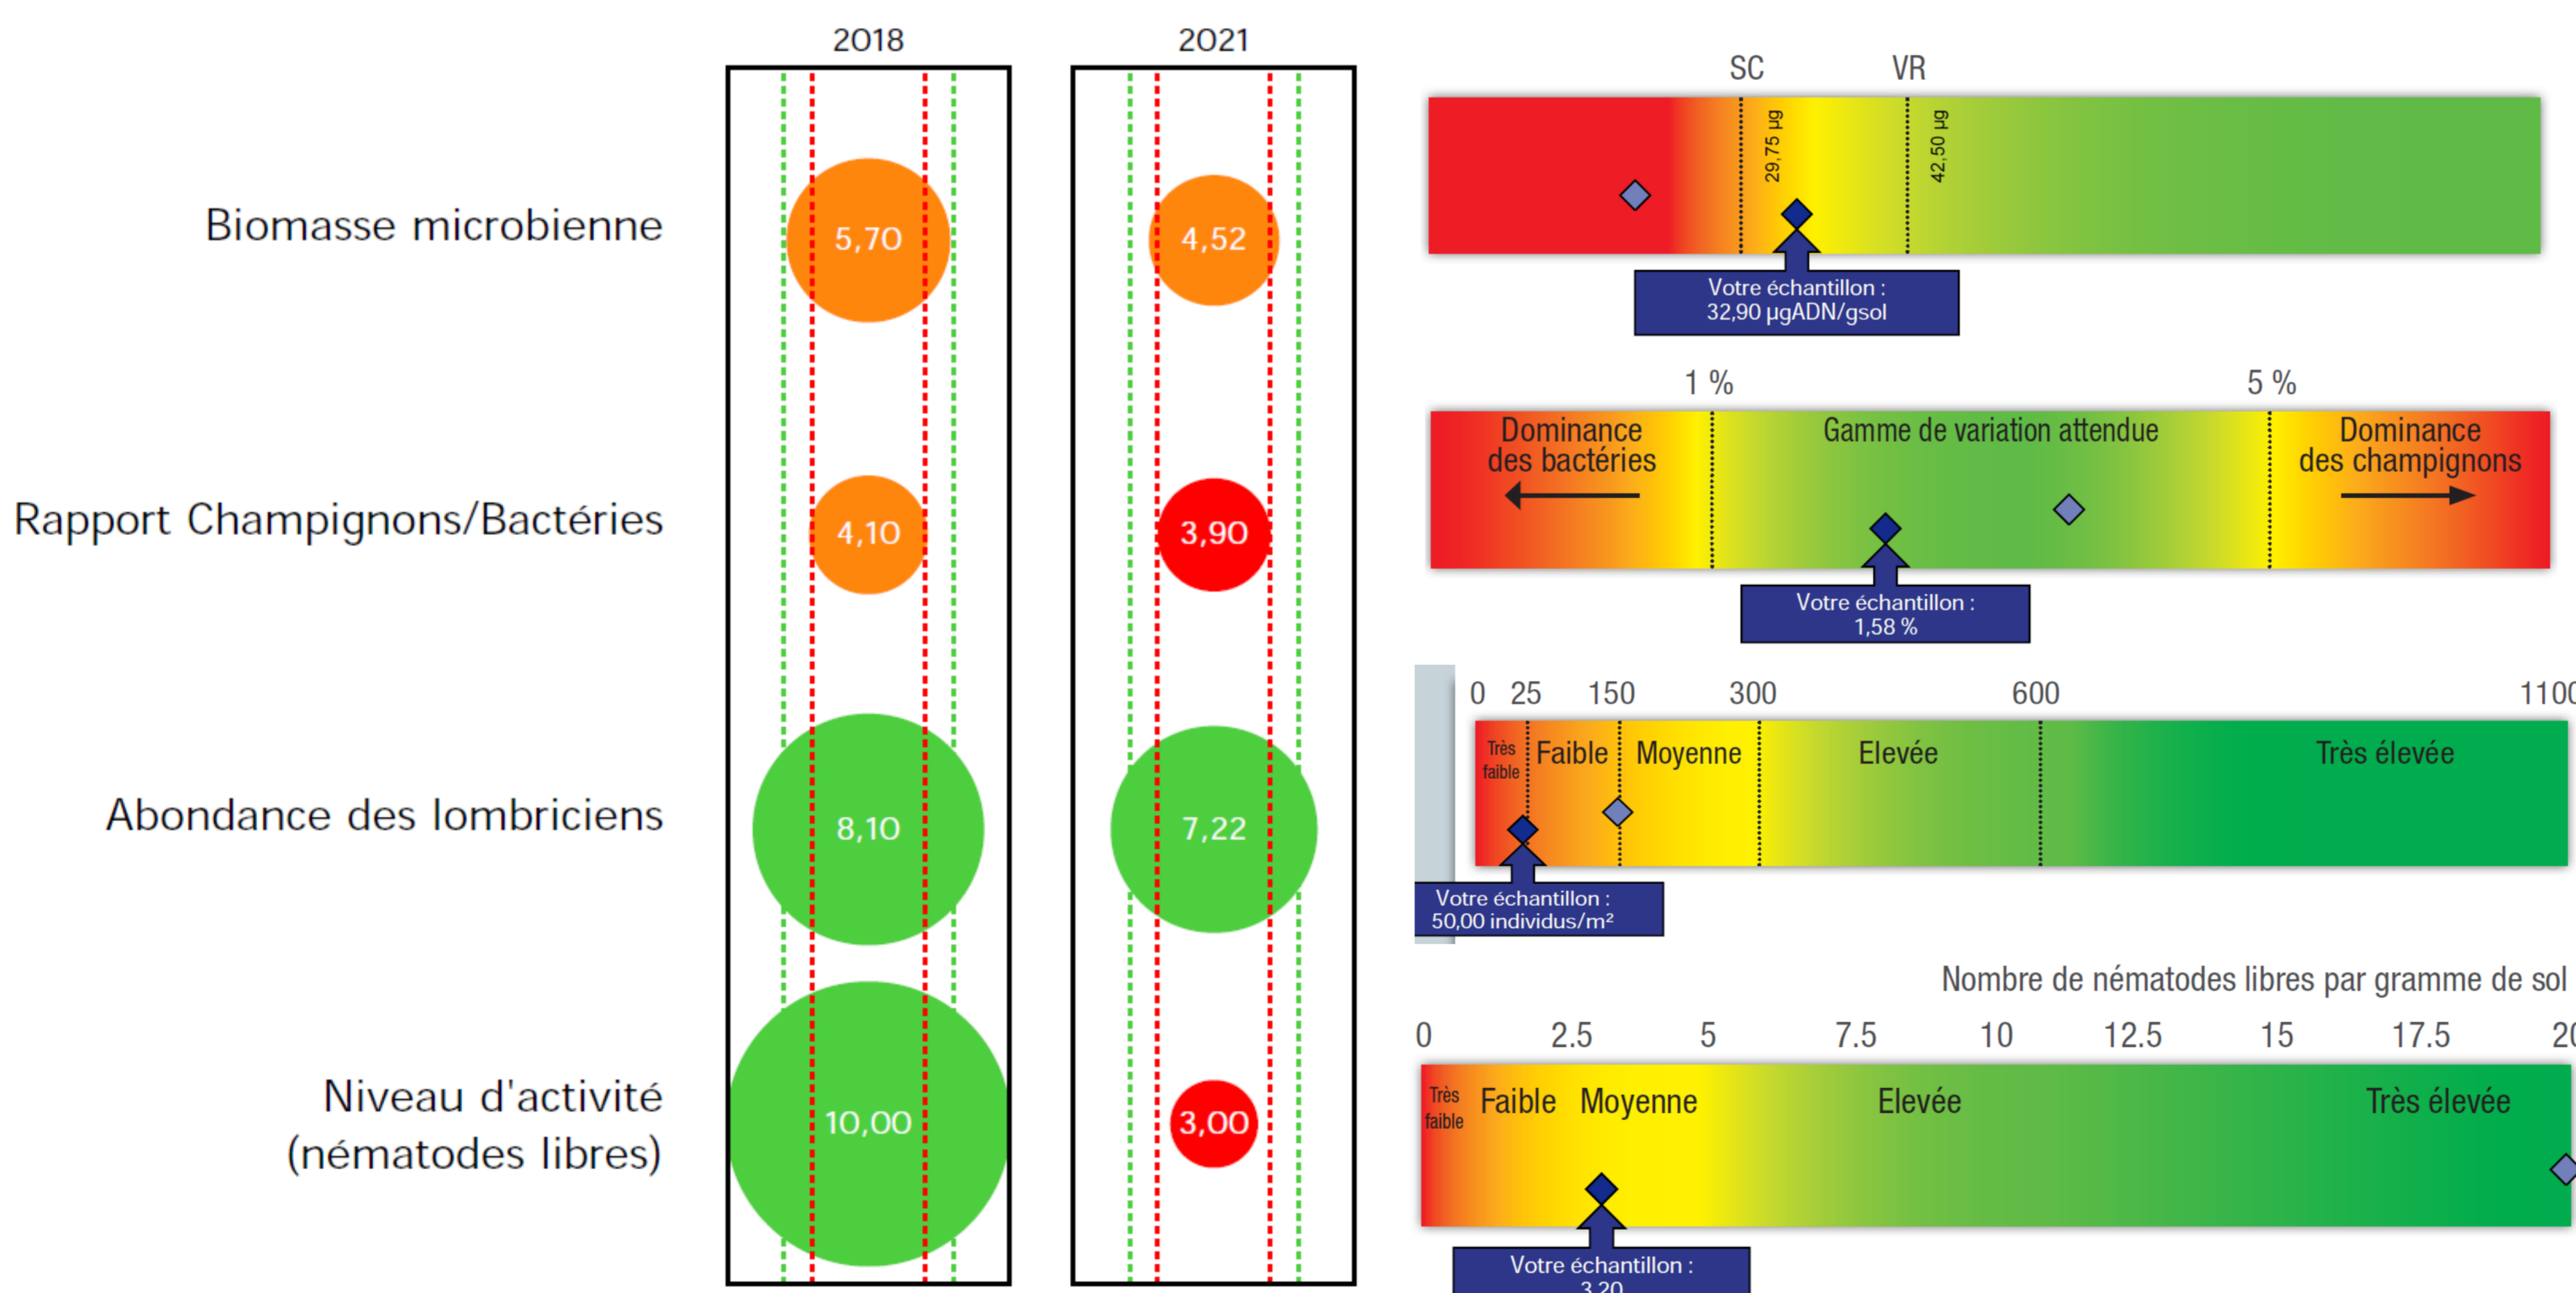 2018
2021
Biomasse microbienne
5,70
4,52
Rapport Champignons/Bactéries
4,10
3,90
Abondance des lombriciens
8,10
7,22
Niveau d'activité
(nématodes libres)
10,00
3,00
SC
VR
29,75 µg
42,50 µg
Votre échantillon :
32,90 µgADN/gsol
1 %
5 %
Dominance
des bactéries
Gamme de variation attendue
Dominance
des champignons
Votre échantillon :
1,58 %
0 25 150 300 600 1100
Très
faible
Faible
Moyenne
Elevée
Très élevée
Votre échantillon :
50,00 individus/m²
Nombre de nématodes libres par gramme de sol
0 2.5 5 7.5 10 12.5 15 17.5 20
Très
faible
Faible
Moyenne
Elevée
Très élevée
Votre échantillon :
3,20